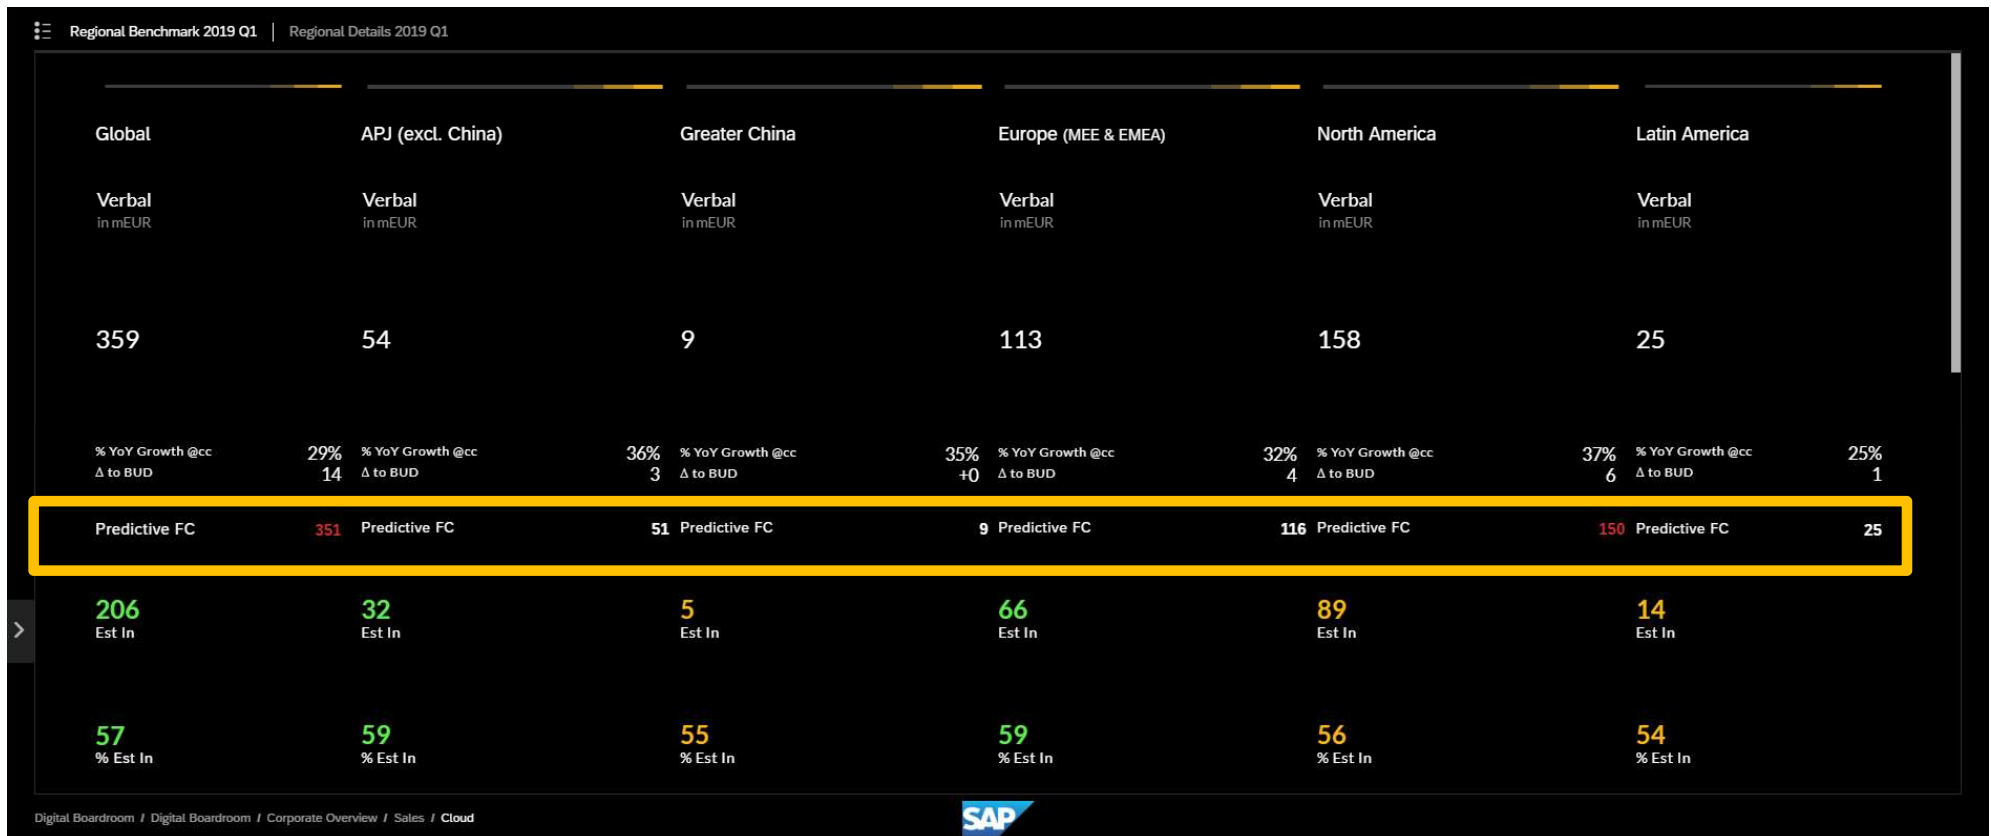 Regional Benchmark 2019 Q1 | Regional Details 2019 Q1
Global APJ (excl. China) Greater China Europe (MEE & EMEA) North America Latin America
Verbal Verbal Verbal Verbal Verbal Verbal
in mEUR in mEUR in mEUR in mEUR in mEUR in mEUR
359 54 9 113 158 25
% YoY Growth @cc 29% % YoY Growth @cc 36% % YoY Growth @cc 35% % YoY Growth @cc 32% % YoY Growth @cc 37% % YoY Growth @cc 25%
Δ to BUD 14 Δ to BUD 3 Δ to BUD +0 Δ to BUD 4 Δ to BUD 6 Δ to BUD 1
Predictive FC 351 Predictive FC 51 Predictive FC 9 Predictive FC 116 Predictive FC 150 Predictive FC 25
206 32 5 66 89 14
Est In Est In Est In Est In Est In Est In
57 59 55 59 56 54
% Est In % Est In % Est In % Est In % Est In % Est In
Digital Boardroom / Digital Boardroom / Corporate Overview / Sales / Cloud
SAP